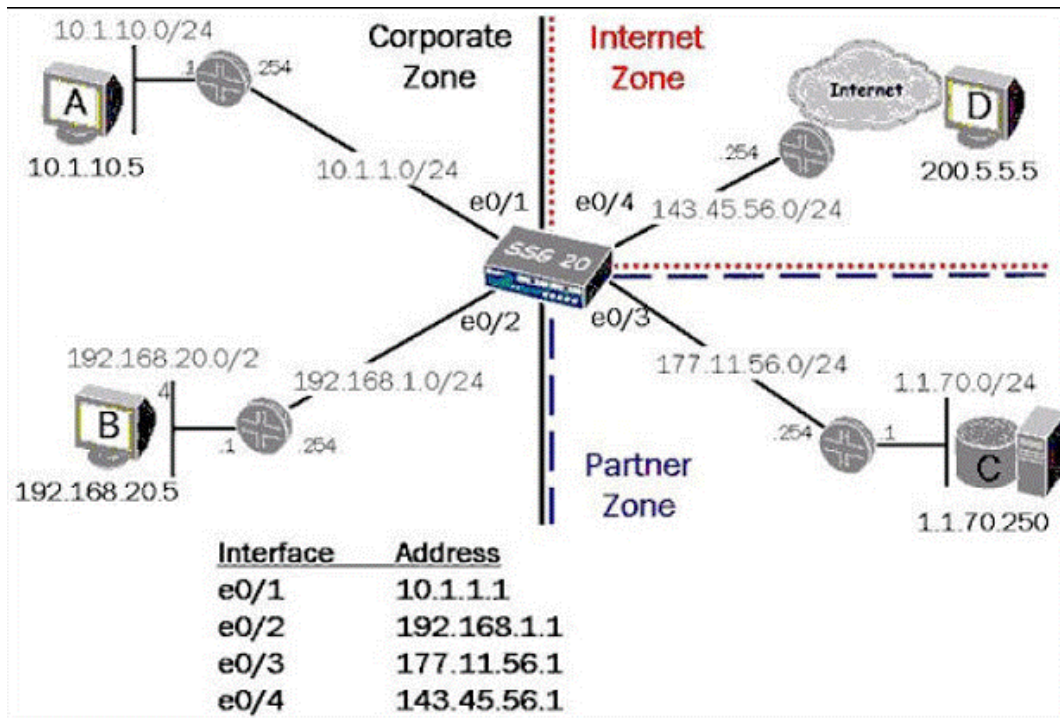 10.1.10.0/24
Corporate
Zone
Internet
Zone
A
.1
.254
Internet
D
10.1.10.5
.254
200.5.5.5
10.1.1.0/24
143.45.56.0/24
e0/1
e0/4
SSG 20
e0/2
e0/3
192.168.20.0/2
4
192.168.1.0/24
177.11.56.0/24
1.1.70.0/24
B
.1
.254
.254
.1
C
192.168.20.5
Partner
Zone
1.1.70.250
Interface Address
e0/1 10.1.1.1
e0/2 192.168.1.1
e0/3 177.11.56.1
e0/4 143.45.56.1